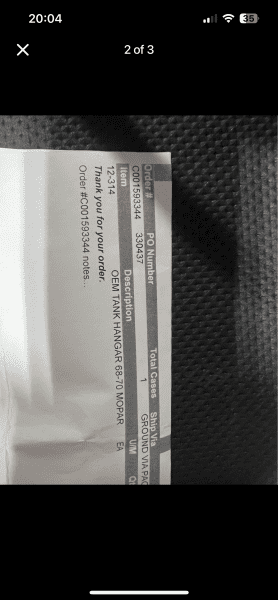 20:04
35
2 of 3
Order # PO Number Total Cases Ship Via
C001593344 330437 1 GROUND VIA PAC
Item Description U/M Q
12-314 OEM TANK HANGAR 68-70 MOPAR EA
Thank you for your order.
Order #C001593344 notes...